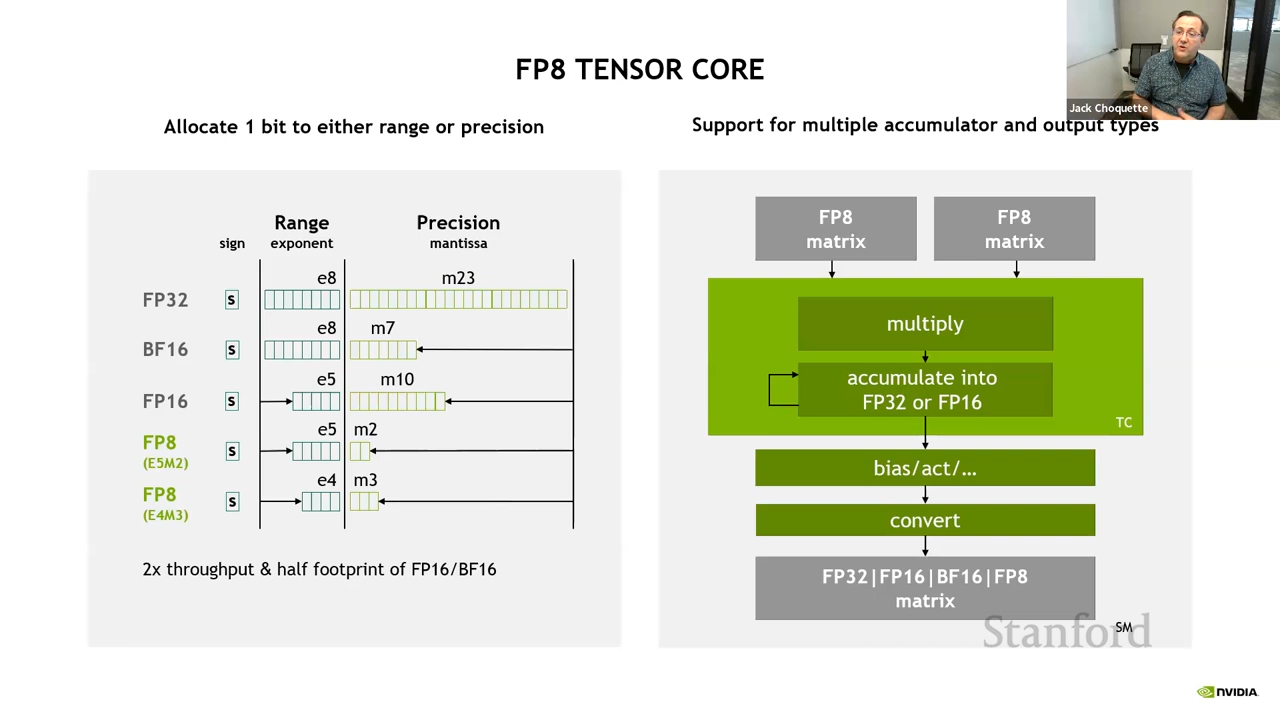 FP8 TENSOR CORE
Jack Choquette
Allocate 1 bit to either range or precision
Range
Precision
sign
exponent
mantissa
e8
m23
FP32
s
e8
m7
BF16
s
e5
m10
FP16
s
e5
m2
FP8
(E5M2)
s
e4
m3
FP8
(E4M3)
s
2x throughput & half footprint of FP16/BF16
Support for multiple accumulator and output types
FP8
matrix
FP8
matrix
multiply
accumulate into
FP32 or FP16
TC
bias/act/...
convert
FP32|FP16|BF16|FP8
matrix
Stanford
SM
NVIDIA.